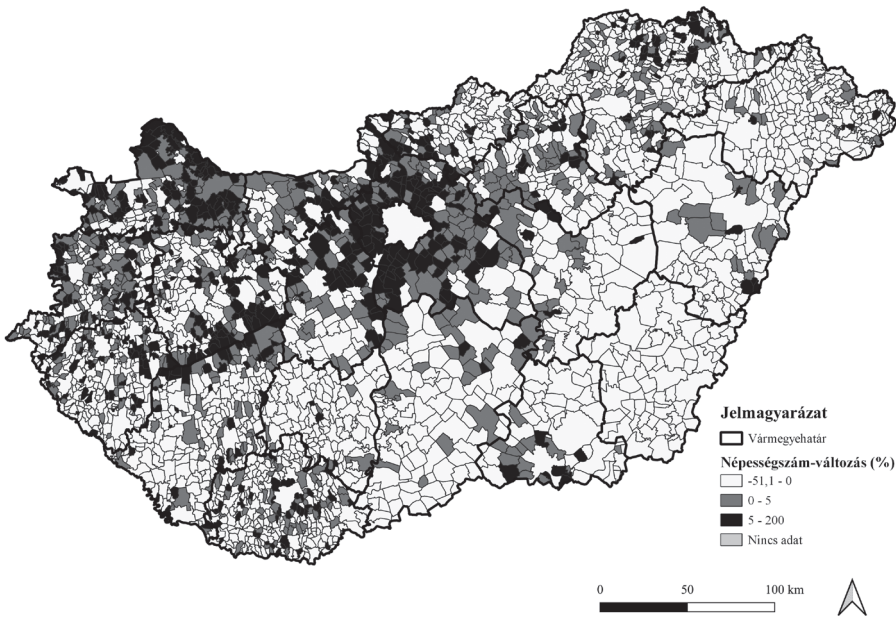 Jelmagyarázat
Vármegyehatár
Népességszám-változás (%)
-51,1 - 0
0 - 5
5 - 200
Nincs adat
0 50 100 km